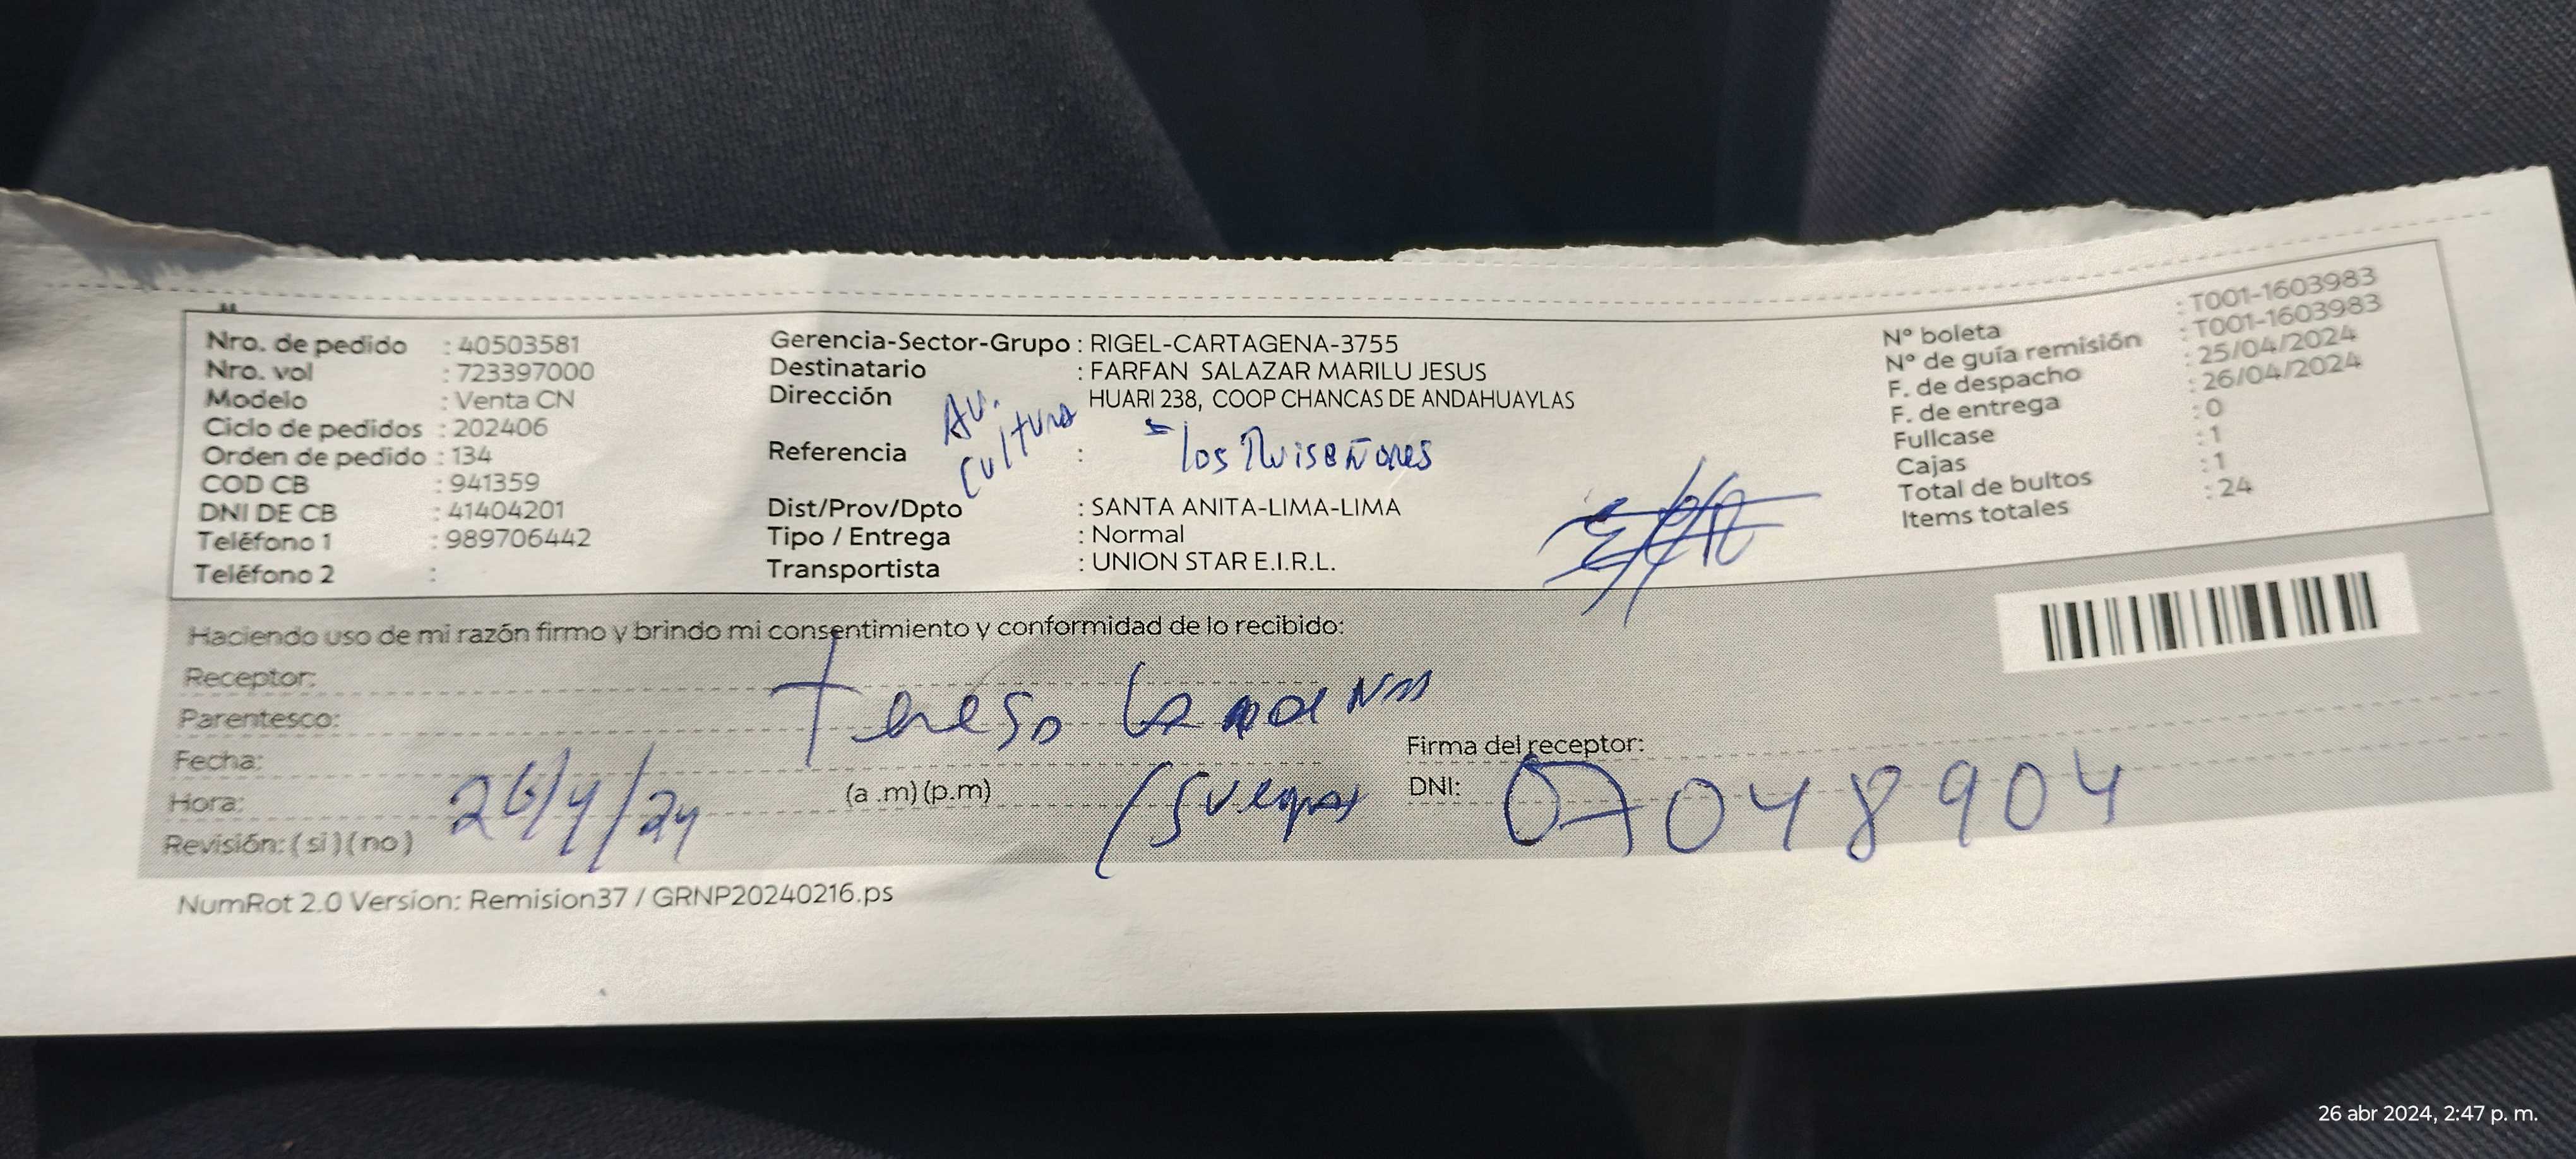 Nro. de pedido : 40503581
Nro. vol : 723397000
Modelo : Venta CN
Ciclo de pedidos : 202406
Orden de pedido : 134
COD CB : 941359
DNI DE CB : 41404201
Teléfono 1 : 989706442
Teléfono 2 :
Gerencia-Sector-Grupo : RIGEL-CARTAGENA-3755
Destinatario : FARFAN SALAZAR MARILU JESUS
Dirección HUARI 238, COOP CHANCAS DE ANDAHUAYLAS
Av. Cultura
Referencia : los Ruiseñores
Dist/Prov/Dpto : SANTA ANITA-LIMA-LIMA
Tipo / Entrega : Normal
Transportista : UNION STAR E.I.R.L.
N° boleta : T001-1603983
N° de guía remisión : T001-1603983
F. de despacho : 25/04/2024
F. de entrega : 26/04/2024
Fullcase : 0
Cajas : 1
Total de bultos : 1
Items totales : 24
Haciendo uso de mi razón firmo y brindo mi consentimiento y conformidad de lo recibido:
Receptor:
Parentesco: Teresa
Fecha: Firma del receptor:
Hora: 26/4/24 (a .m)(p.m) (Suegra DNI: 07048904
Revisión: (si)(no)
NumRot 2.0 Version: Remision37 / GRNP20240216.ps
26 abr 2024, 2:47 p. m.